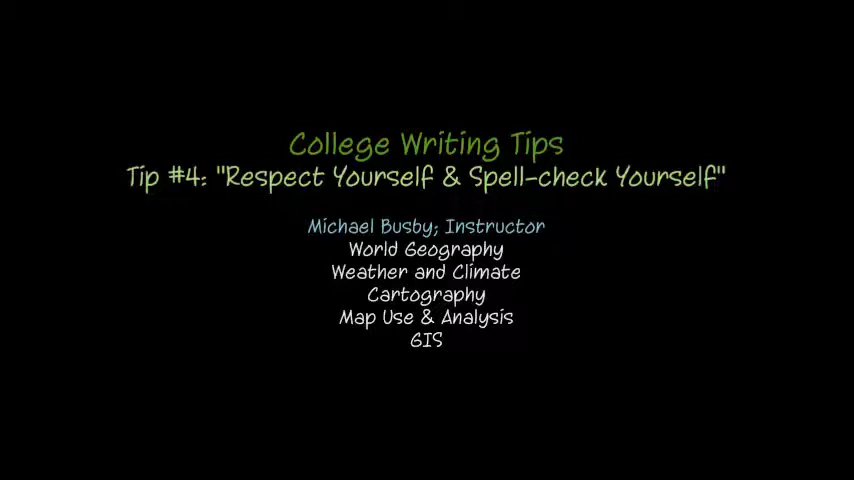 College Writing Tips
Tip #4: "Respect Yourself & Spell-check Yourself"
Michael Busby; Instructor
World Geography
Weather and Climate
Cartography
Map Use & Analysis
GIS